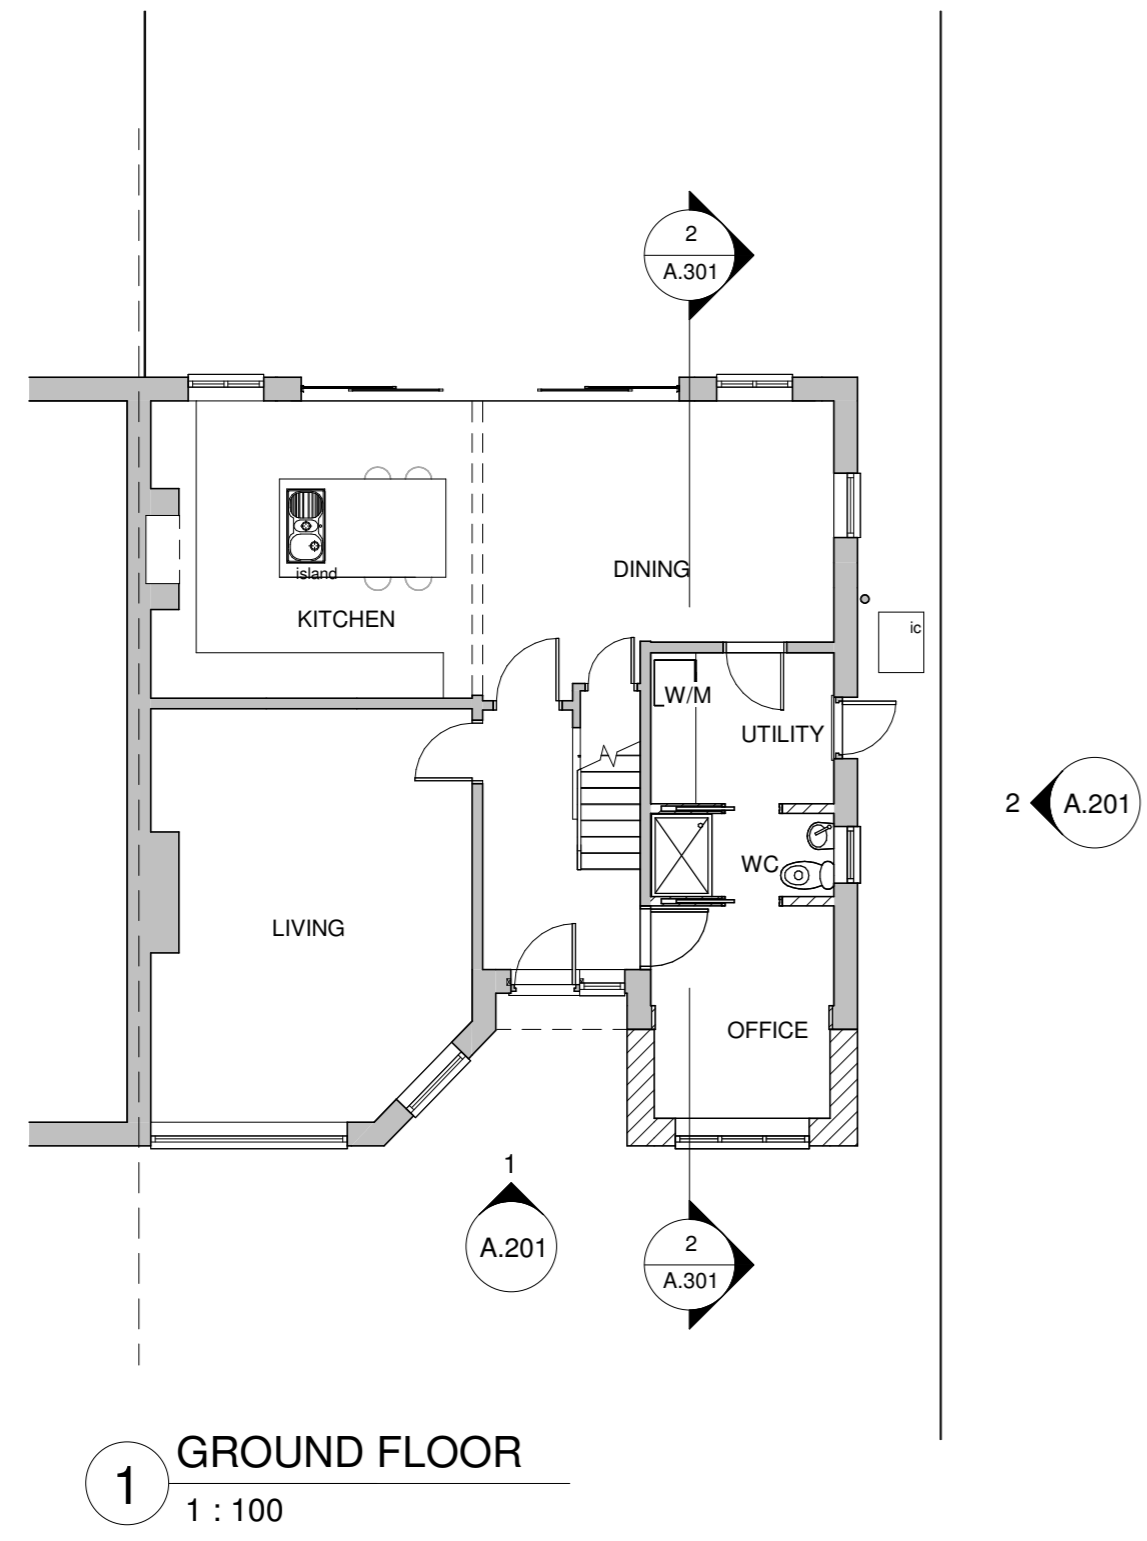 2
A.301
DINING
island
KITCHEN
ic
W/M
UTILITY
2
A.201
WC
LIVING
OFFICE
1
A.201
2
A.301
1
GROUND FLOOR
1 : 100